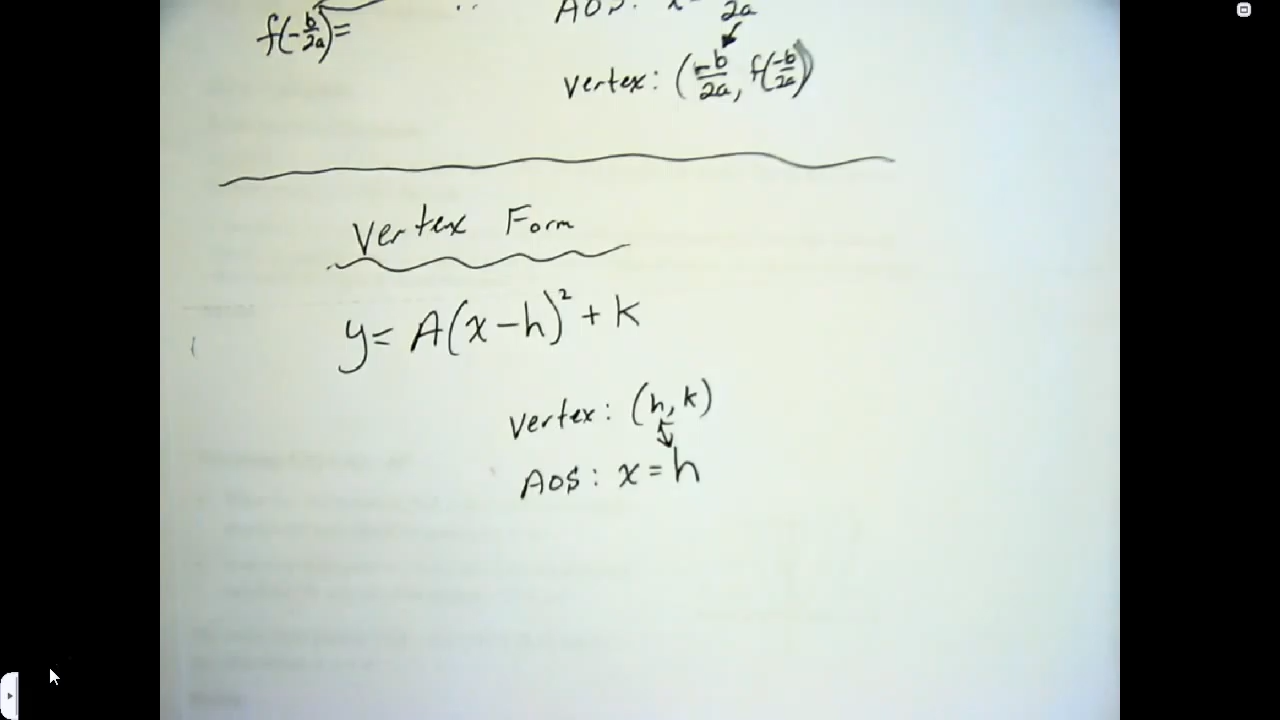 f(-b/2a)=
AOS: x=-b/2a
vertex: (-b/2a, f(-b/2a))
Vertex Form
y= A(x-h)²+k
vertex: (h, k)
AOS: x=h